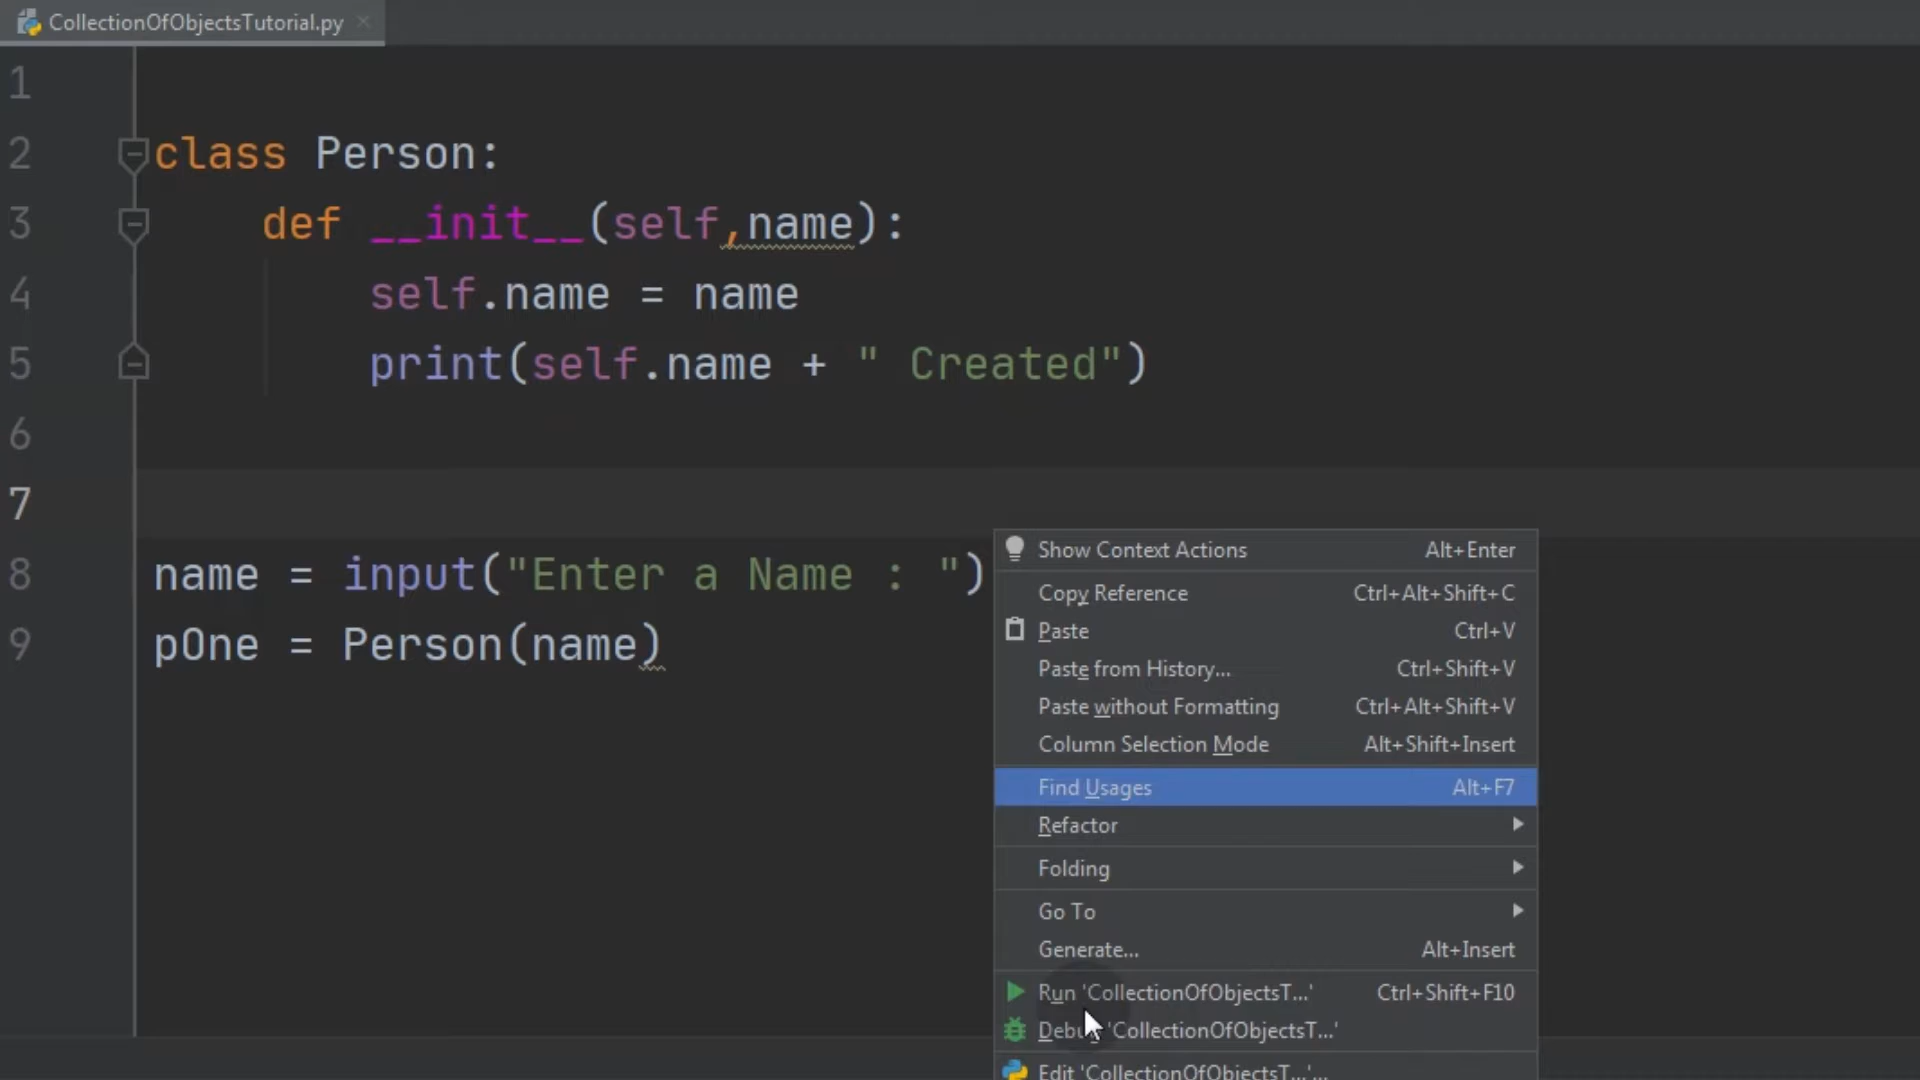 CollectionOfObjectsTutorial.py
1
2 class Person:
3 def __init__(self,name):
4 self.name = name
5 print(self.name + " Created")
6
7
8 name = input("Enter a Name : ")
9 pOne = Person(name)
Show Context Actions Alt+Enter
Copy Reference Ctrl+Alt+Shift+C
Paste Ctrl+V
Paste from History... Ctrl+Shift+V
Paste without Formatting Ctrl+Alt+Shift+V
Column Selection Mode Alt+Shift+Insert
Find Usages Alt+F7
Refactor
Folding
Go To
Generate... Alt+Insert
Run 'CollectionOfObjectsT...' Ctrl+Shift+F10
Debug 'CollectionOfObjectsT...'
Edit 'CollectionOfObjectsT...'...